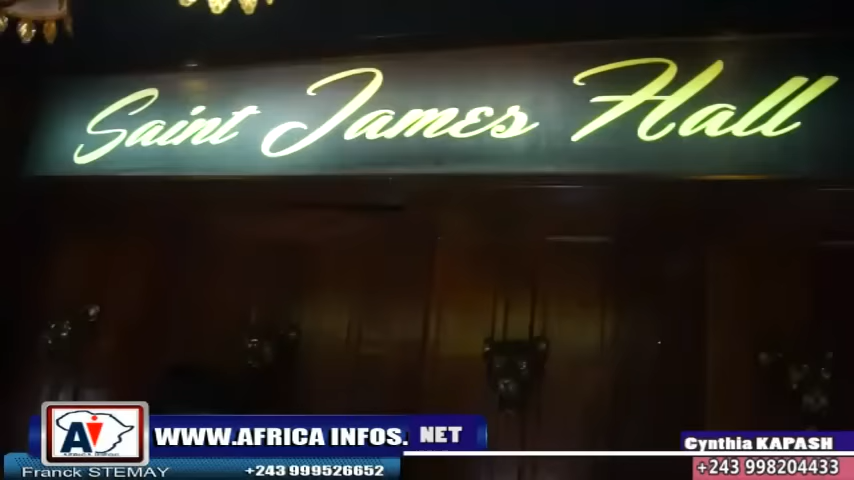 Saint James Hall
AI
WWW.AFRICA INFOS. NET
Franck STEMAY +243 999526652
Cynthia KAPASH
+243 998204433